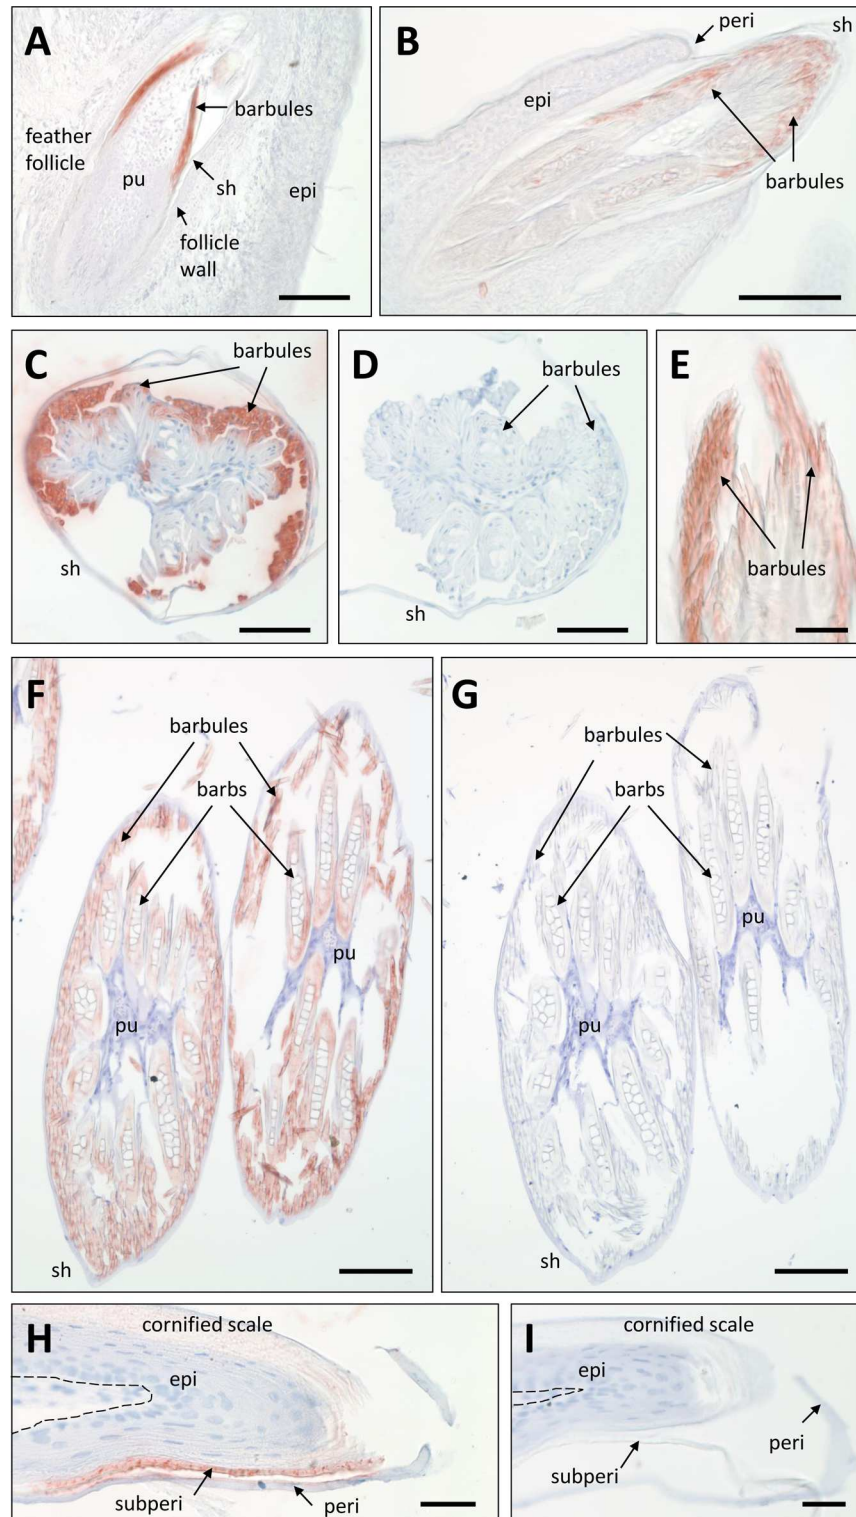 A
barbules
feather
follicle
pu
sh
epi
follicle
wall
B
peri
sh
epi
barbules
C
barbules
sh
D
barbules
sh
E
barbules
F
barbules
barbs
pu
pu
sh
G
barbules
barbs
pu
pu
sh
H
cornified scale
epi
subperi
peri
I
cornified scale
epi
peri
subperi